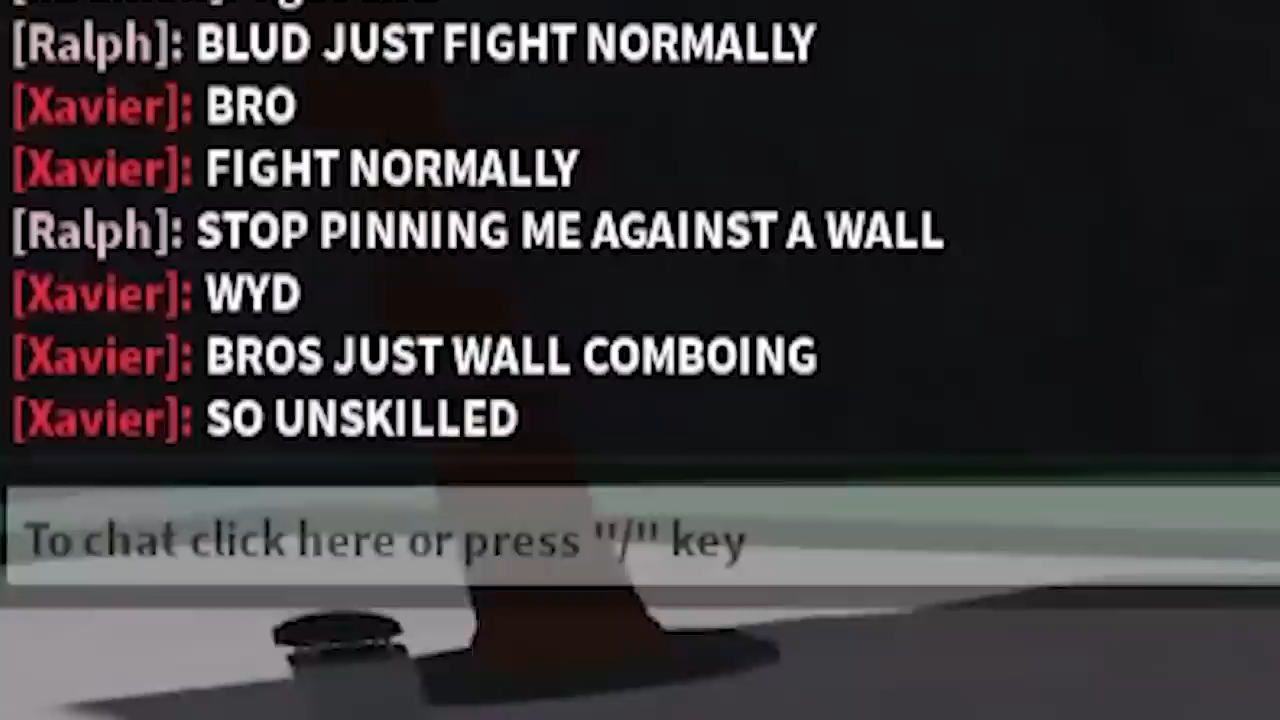 [Ralph]: BLUD JUST FIGHT NORMALLY
[Xavier]: BRO
[Xavier]: FIGHT NORMALLY
[Ralph]: STOP PINNING ME AGAINST A WALL
[Xavier]: WYD
[Xavier]: BROS JUST WALL COMBOING
[Xavier]: SO UNSKILLED
To chat click here or press "/" key